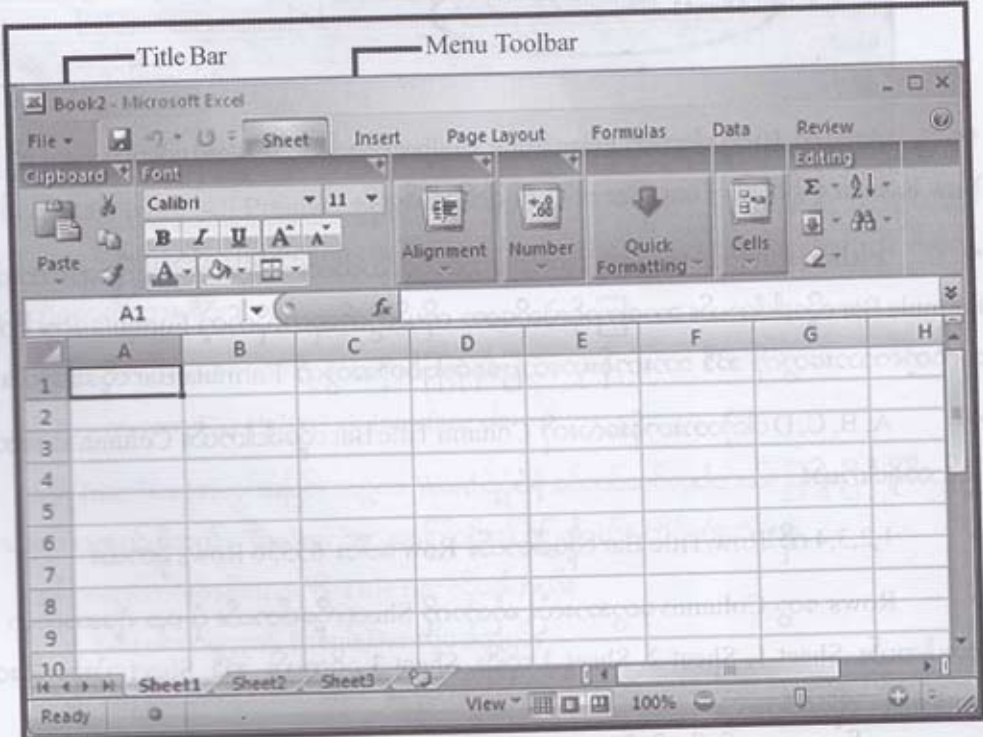 Title Bar
Menu Toolbar
Book2 - Microsoft Excel
File Sheet Insert Page Layout Formulas Data Review
Clipboard Font Editing
Calibri 11
B I U A A
Paste A Alignment Number Quick Formatting Cells
Σ
A1 fx
A B C D E F G H
1
2
3
4
5
6
7
8
9
10
Sheet1 Sheet2 Sheet3
Ready View 100%